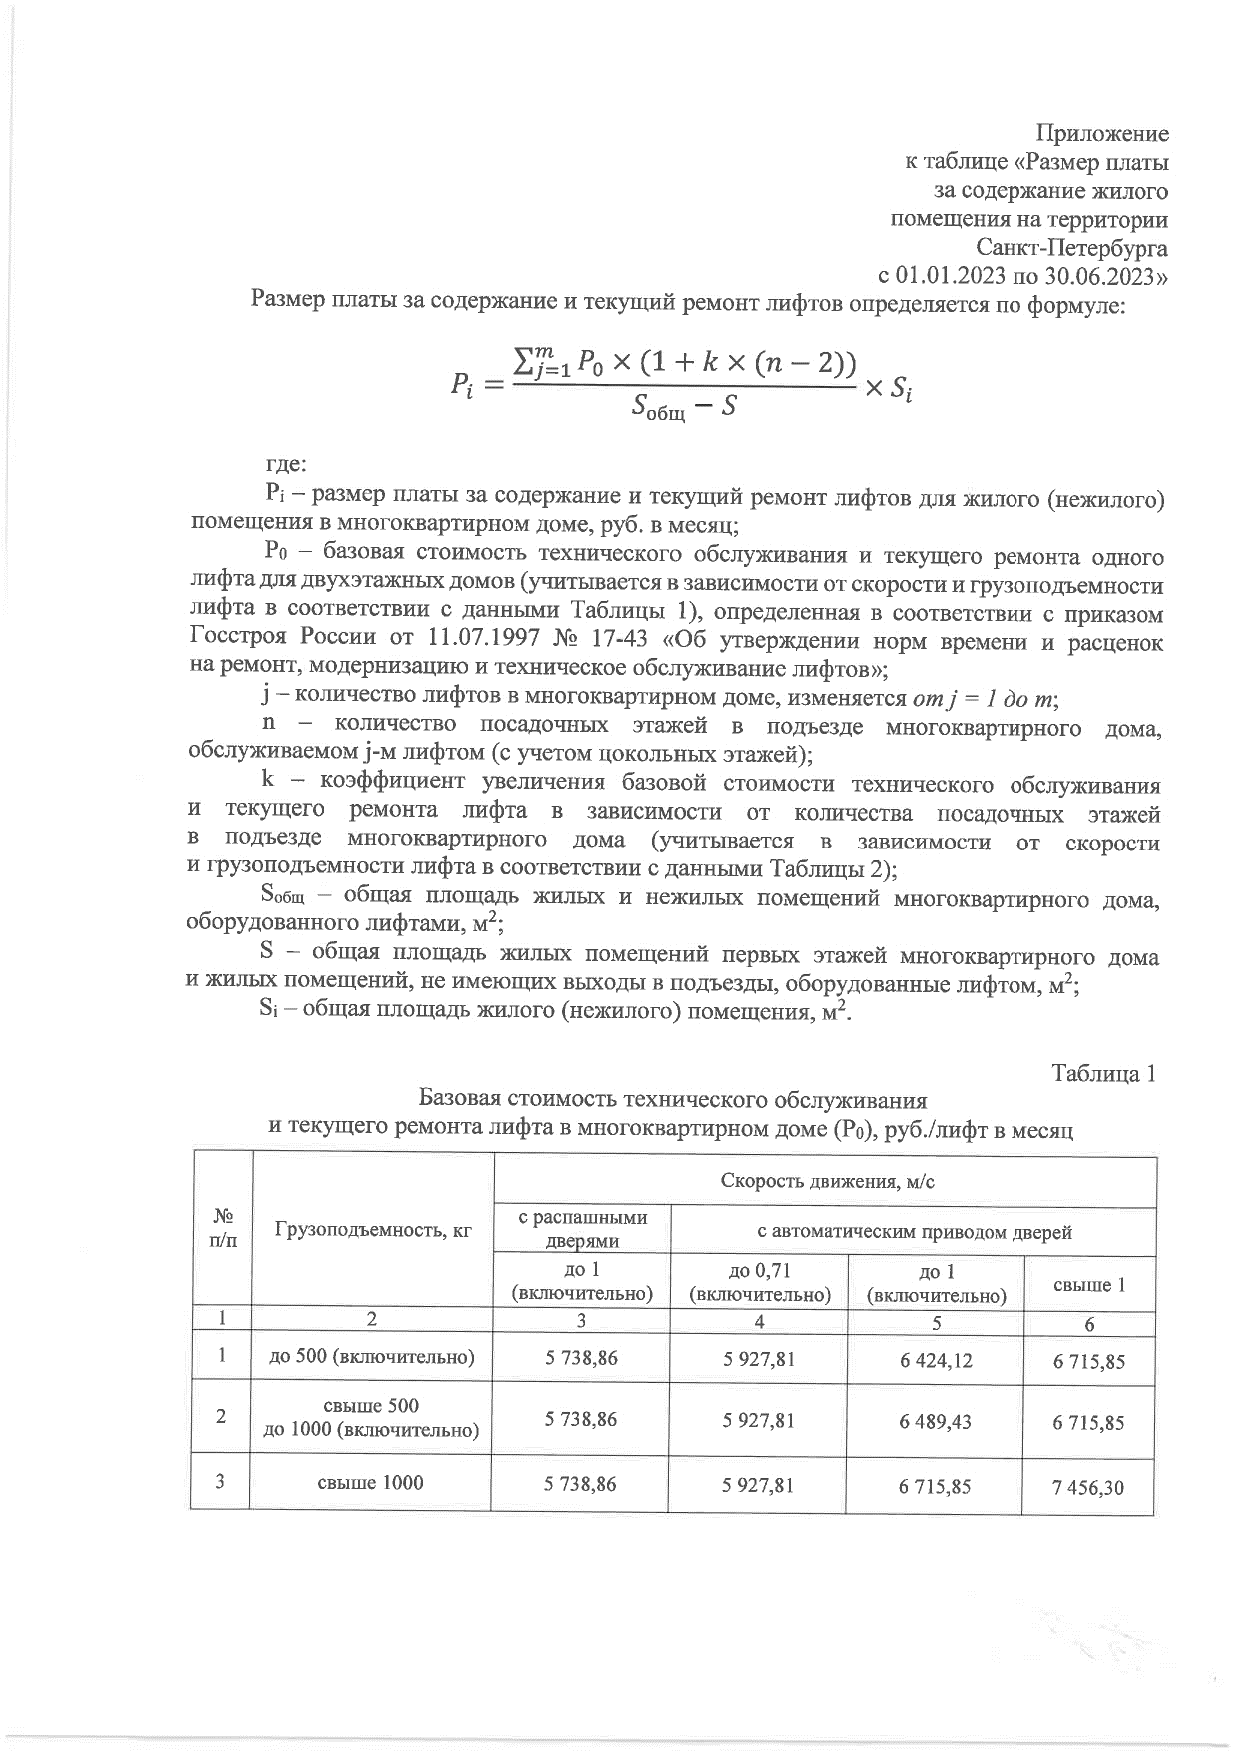 Приложение
к таблице «Размер платы
за содержание жилого
помещения на территории
Санкт-Петербурга
с 01.01.2023 по 30.06.2023»
Размер платы за содержание и текущий ремонт лифтов определяется по формуле:
P_i = (∑_{j=1}^{m} P_0 × (1 + k × (n − 2))) / (S_общ − S) × S_i
где:
Pi – размер платы за содержание и текущий ремонт лифтов для жилого (нежилого)
помещения в многоквартирном доме, руб. в месяц;
P0 – базовая стоимость технического обслуживания и текущего ремонта одного
лифта для двухэтажных домов (учитывается в зависимости от скорости и грузоподъемности
лифта в соответствии с данными Таблицы 1), определенная в соответствии с приказом
Госстроя России от 11.07.1997 № 17-43 «Об утверждении норм времени и расценок
на ремонт, модернизацию и техническое обслуживание лифтов»;
j – количество лифтов в многоквартирном доме, изменяется от j = 1 до m;
n – количество посадочных этажей в подъезде многоквартирного дома,
обслуживаемом j-м лифтом (с учетом цокольных этажей);
k – коэффициент увеличения базовой стоимости технического обслуживания
и текущего ремонта лифта в зависимости от количества посадочных этажей
в подъезде многоквартирного дома (учитывается в зависимости от скорости
и грузоподъемности лифта в соответствии с данными Таблицы 2);
Sобщ – общая площадь жилых и нежилых помещений многоквартирного дома,
оборудованного лифтами, м²;
S – общая площадь жилых помещений первых этажей многоквартирного дома
и жилых помещений, не имеющих выходы в подъезды, оборудованные лифтом, м²;
Si – общая площадь жилого (нежилого) помещения, м².
Таблица 1
Базовая стоимость технического обслуживания
и текущего ремонта лифта в многоквартирном доме (P0), руб./лифт в месяц
№
п/п
Грузоподъемность, кг
Скорость движения, м/с
с распашными
дверями
с автоматическим приводом дверей
до 1
(включительно)
до 0,71
(включительно)
до 1
(включительно)
свыше 1
1 2 3 4 5 6
1 до 500 (включительно) 5 738,86 5 927,81 6 424,12 6 715,85
2 свыше 500
до 1000 (включительно) 5 738,86 5 927,81 6 489,43 6 715,85
3 свыше 1000 5 738,86 5 927,81 6 715,85 7 456,30